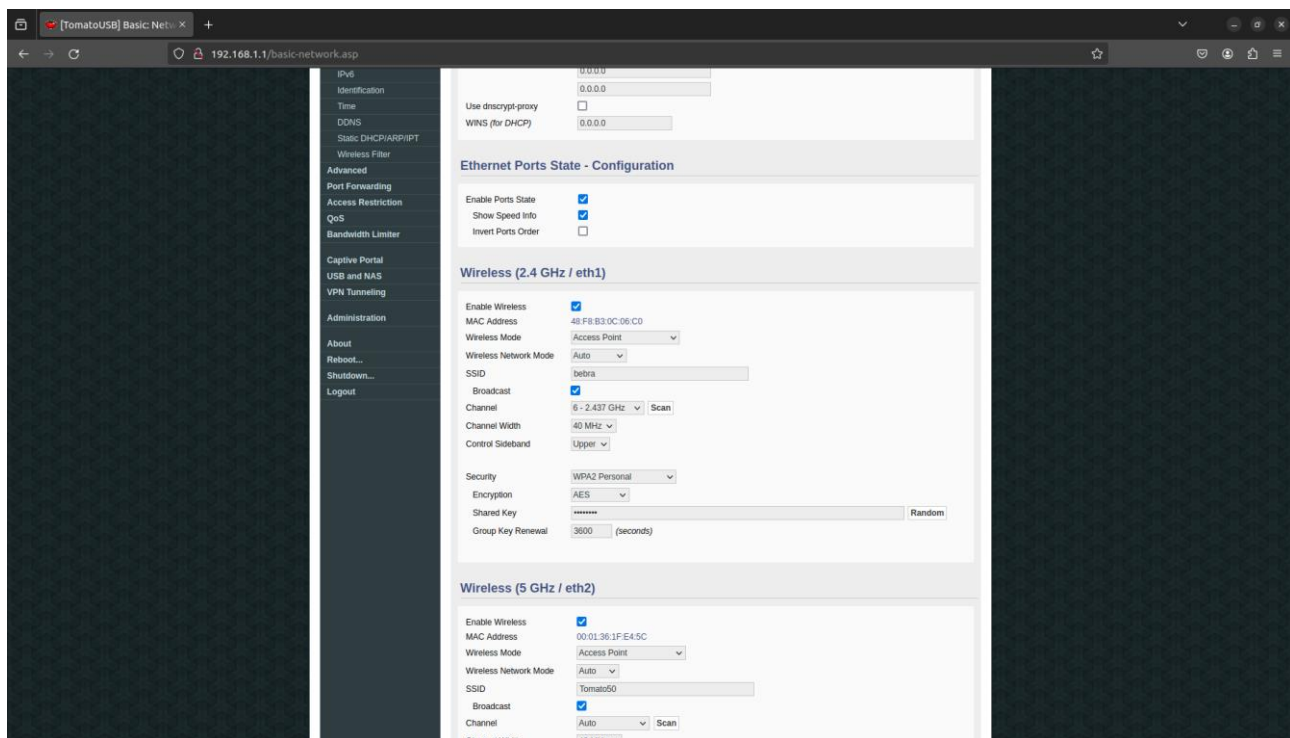 [TomatoUSB] Basic: Netw
192.168.1.1/basic-network.asp
IPv6
Identification
Time
DDNS
Static DHCP/ARP/IPT
Wireless Filter
Advanced
Port Forwarding
Access Restriction
QoS
Bandwidth Limiter
Captive Portal
USB and NAS
VPN Tunneling
Administration
About
Reboot...
Shutdown...
Logout
0.0.0.0
0.0.0.0
Use dnscrypt-proxy
WINS (for DHCP) 0.0.0.0
Ethernet Ports State - Configuration
Enable Ports State
Show Speed Info
Invert Ports Order
Wireless (2.4 GHz / eth1)
Enable Wireless
MAC Address 48:F8:B3:0C:06:C0
Wireless Mode Access Point
Wireless Network Mode Auto
SSID bebra
Broadcast
Channel 6 - 2.437 GHz Scan
Channel Width 40 MHz
Control Sideband Upper
Security WPA2 Personal
Encryption AES
Shared Key •••••••• Random
Group Key Renewal 3600 (seconds)
Wireless (5 GHz / eth2)
Enable Wireless
MAC Address 00:01:36:1F:E4:5C
Wireless Mode Access Point
Wireless Network Mode Auto
SSID Tomato50
Broadcast
Channel Auto Scan